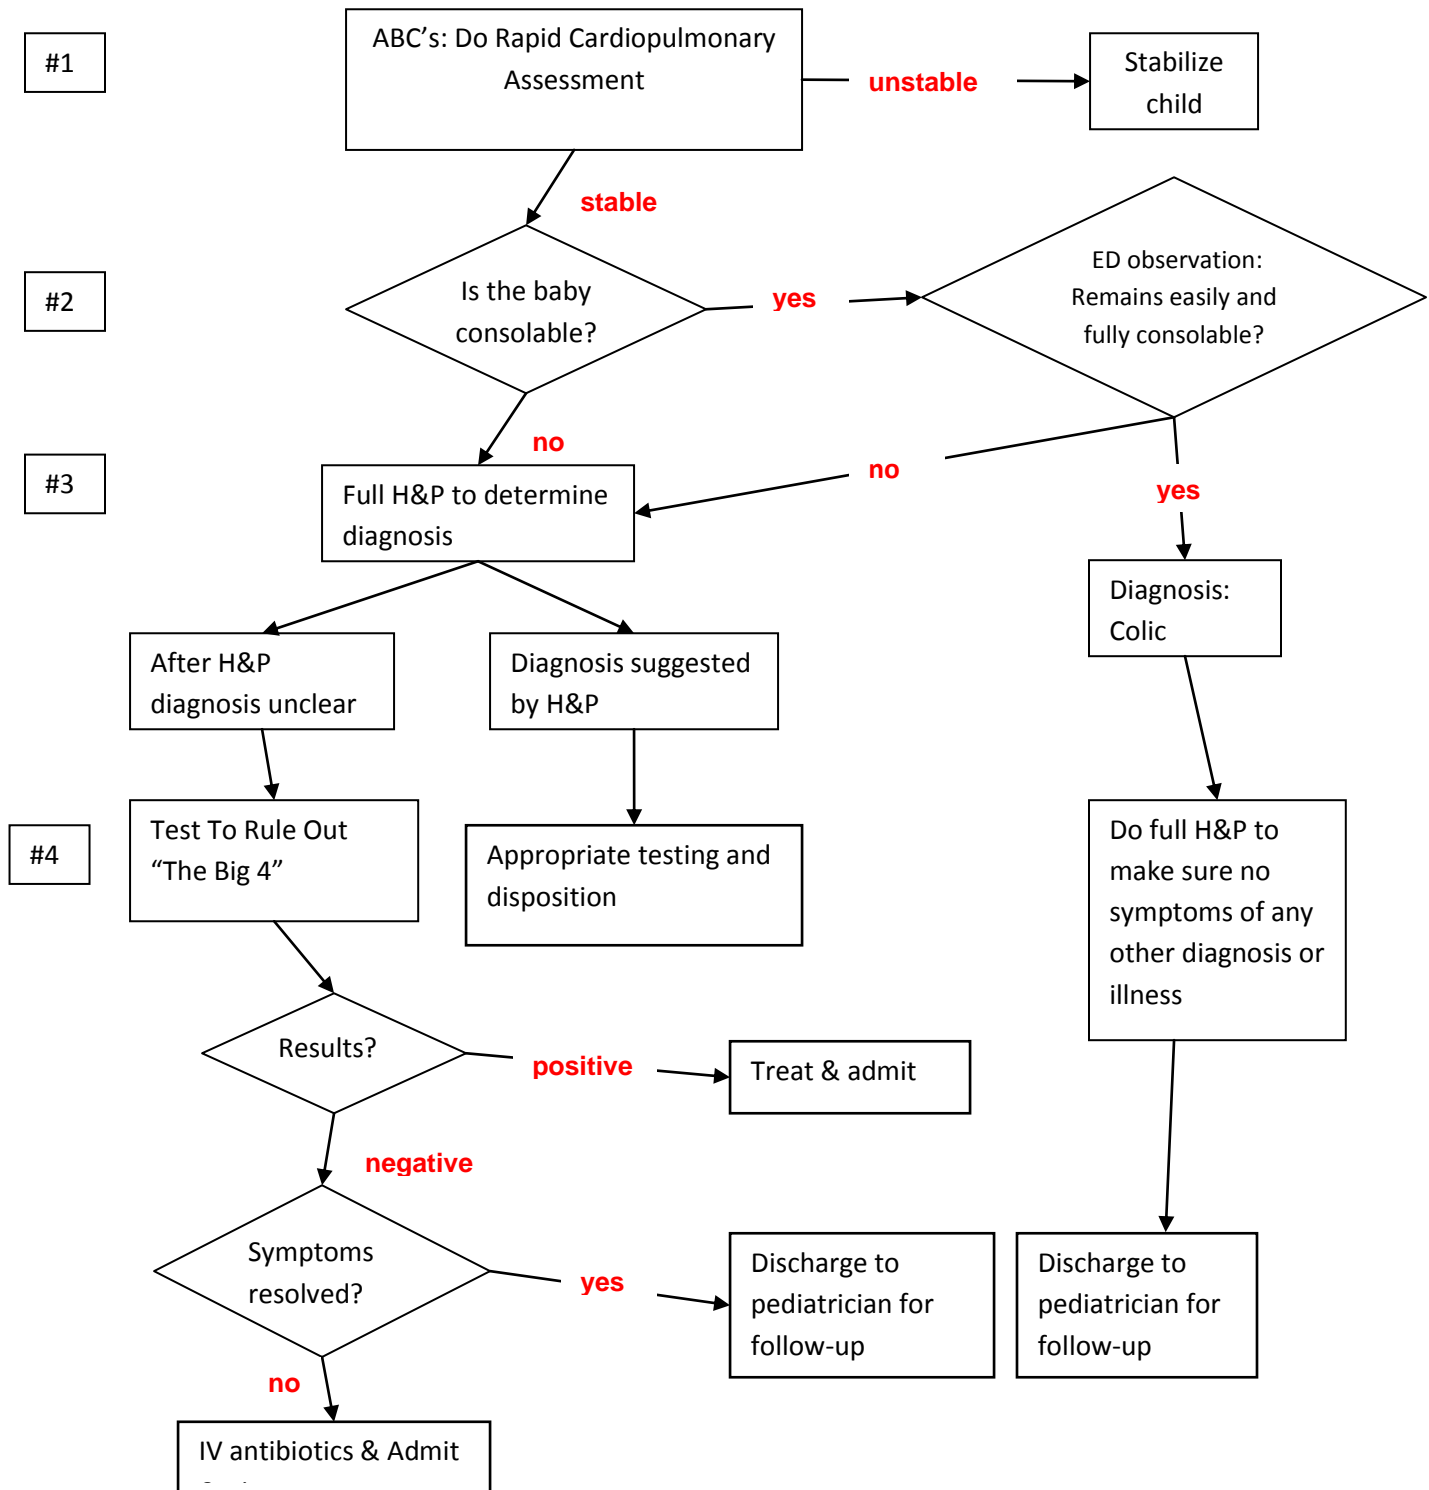 #1
ABC’s: Do Rapid Cardiopulmonary
Assessment
unstable
Stabilize
child
stable
#2
Is the baby
consolable?
yes
ED observation:
Remains easily and
fully consolable?
no
no
yes
#3
Full H&P to determine
diagnosis
Diagnosis:
Colic
After H&P
diagnosis unclear
Diagnosis suggested
by H&P
#4
Test To Rule Out
“The Big 4”
Appropriate testing and
disposition
Do full H&P to
make sure no
symptoms of any
other diagnosis or
illness
Results?
positive
Treat & admit
negative
Symptoms
resolved?
yes
Discharge to
pediatrician for
follow-up
Discharge to
pediatrician for
follow-up
no
IV antibiotics & Admit